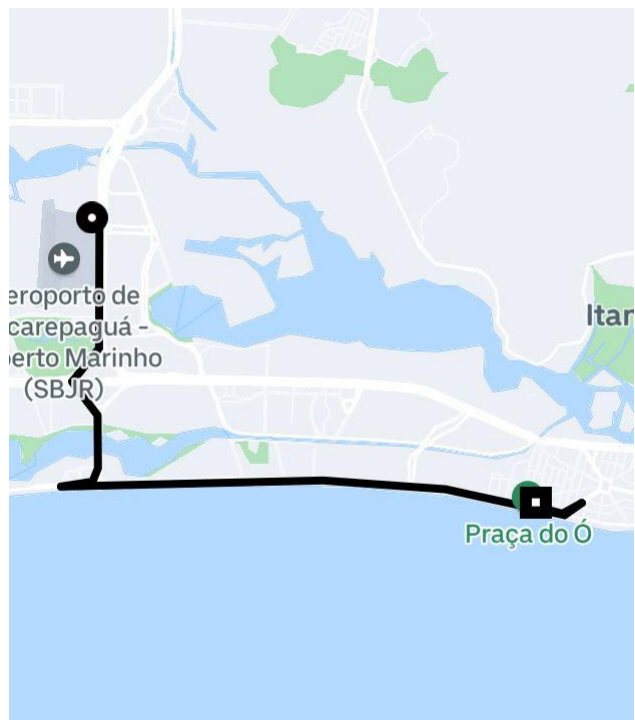 eroporto de
carepaguá -
berto Marinho
(SBJR)
Itan
Praça do Ó